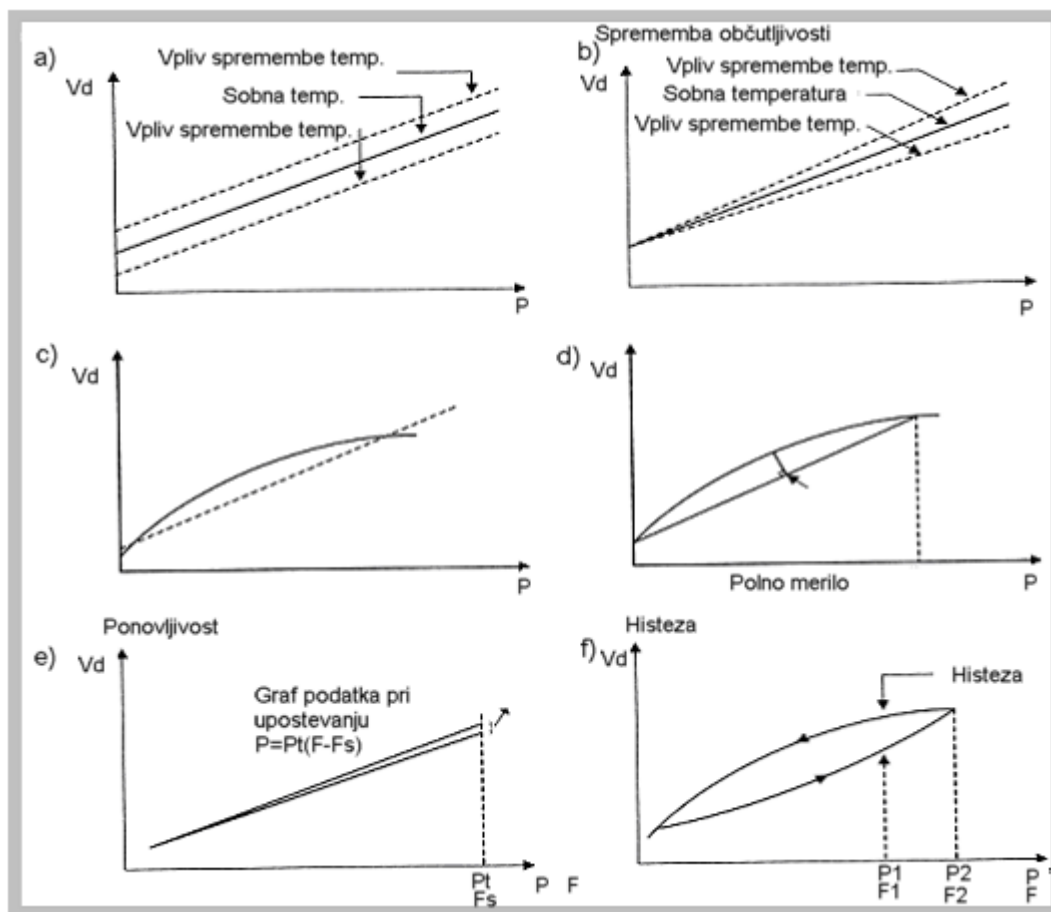 a)
Vd
Vpliv spremembe temp.
Sobna temp.
Vpliv spremembe temp.
P
Sprememba občutljivosti
b)
Vd
Vpliv spremembe temp.
Sobna temperatura
Vpliv spremembe temp.
P
c)
Vd
P
d)
Vd
Polno merilo
P
Ponovljivost
e)
Vd
Graf podatka pri
upostevanju
P=Pt(F-Fs)
Pt P F
Fs
Histeza
f)
Vd
Histeza
P1 P2 P
F1 F2 F